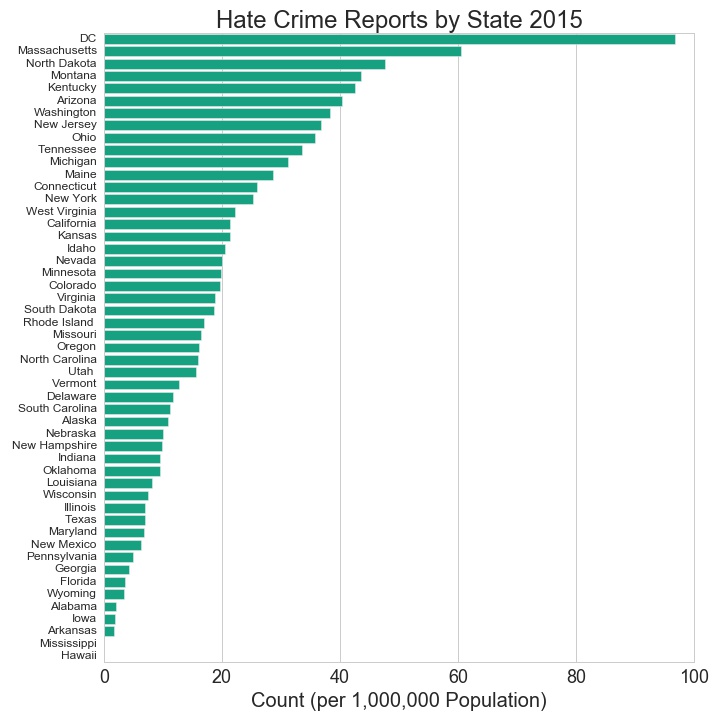 Hate Crime Reports by State 2015
DC
Massachusetts
North Dakota
Montana
Kentucky
Arizona
Washington
New Jersey
Ohio
Tennessee
Michigan
Maine
Connecticut
New York
West Virginia
California
Kansas
Idaho
Nevada
Minnesota
Colorado
Virginia
South Dakota
Rhode Island
Missouri
Oregon
North Carolina
Utah
Vermont
Delaware
South Carolina
Alaska
Nebraska
New Hampshire
Indiana
Oklahoma
Louisiana
Wisconsin
Illinois
Texas
Maryland
New Mexico
Pennsylvania
Georgia
Florida
Wyoming
Alabama
Iowa
Arkansas
Mississippi
Hawaii
0 20 40 60 80 100
Count (per 1,000,000 Population)